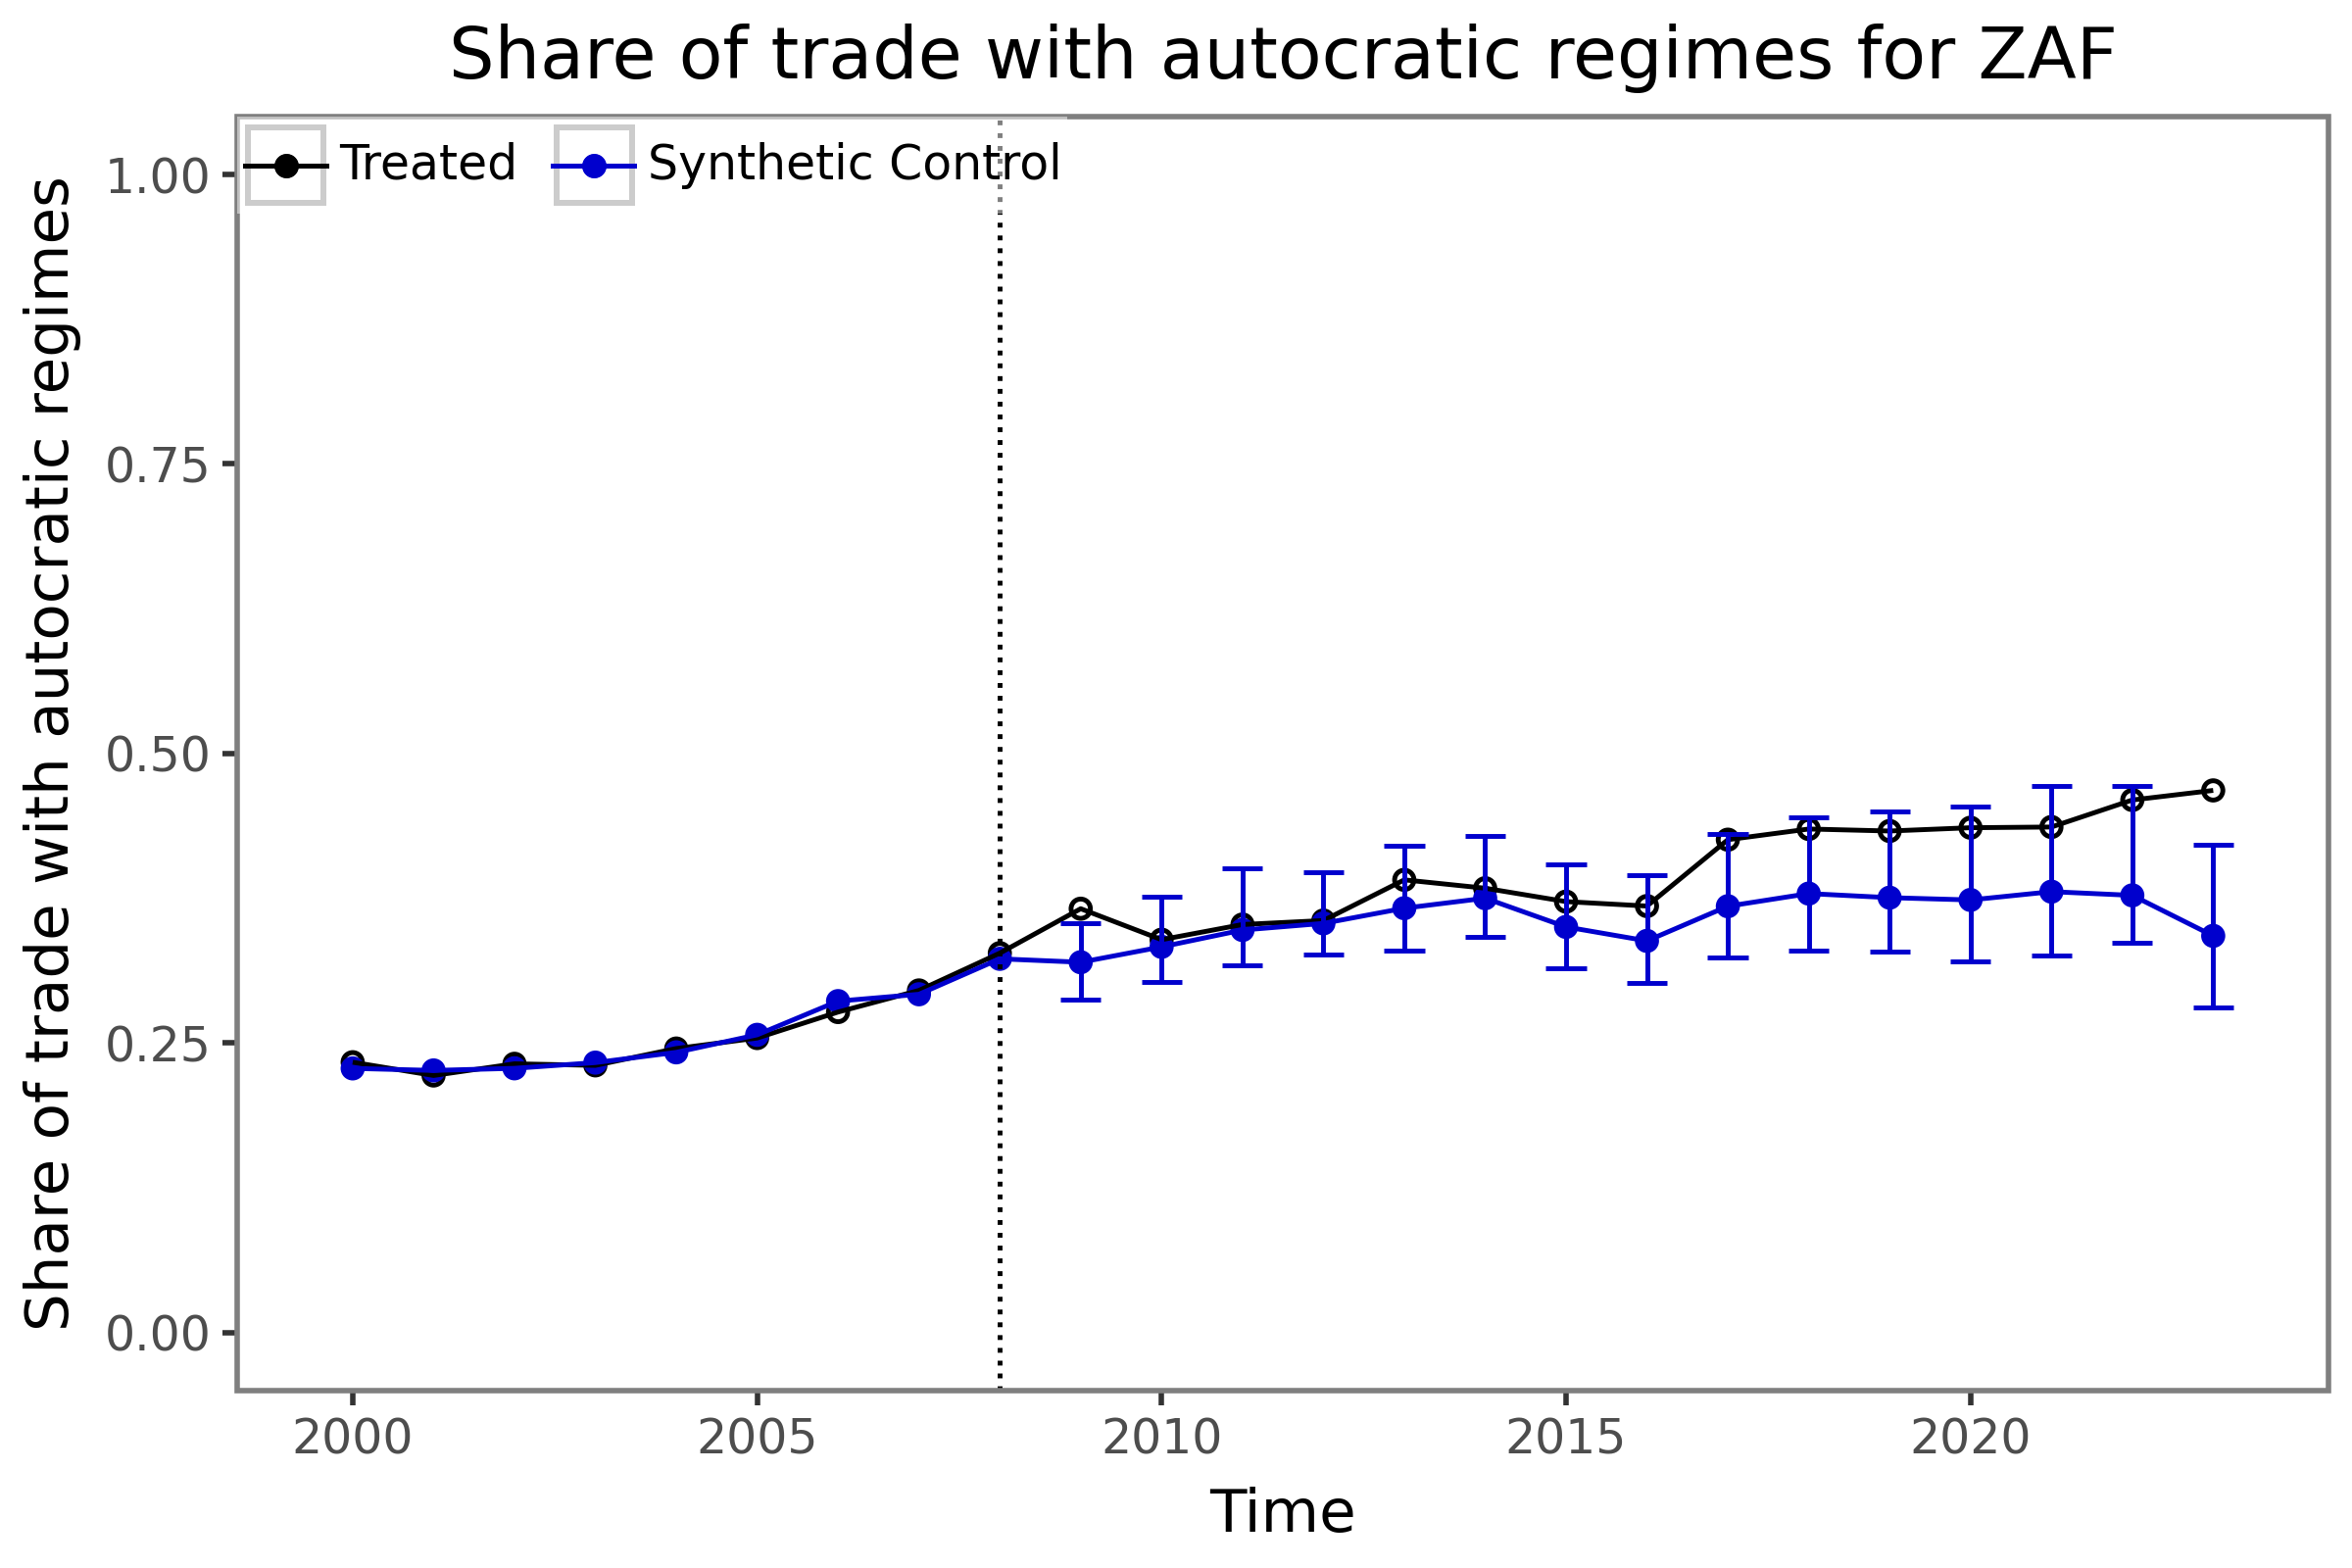 Share of trade with autocratic regimes for ZAF
Treated
Synthetic Control
Share of trade with autocratic regimes
1.00
0.75
0.50
0.25
0.00
2000
2005
2010
2015
2020
Time